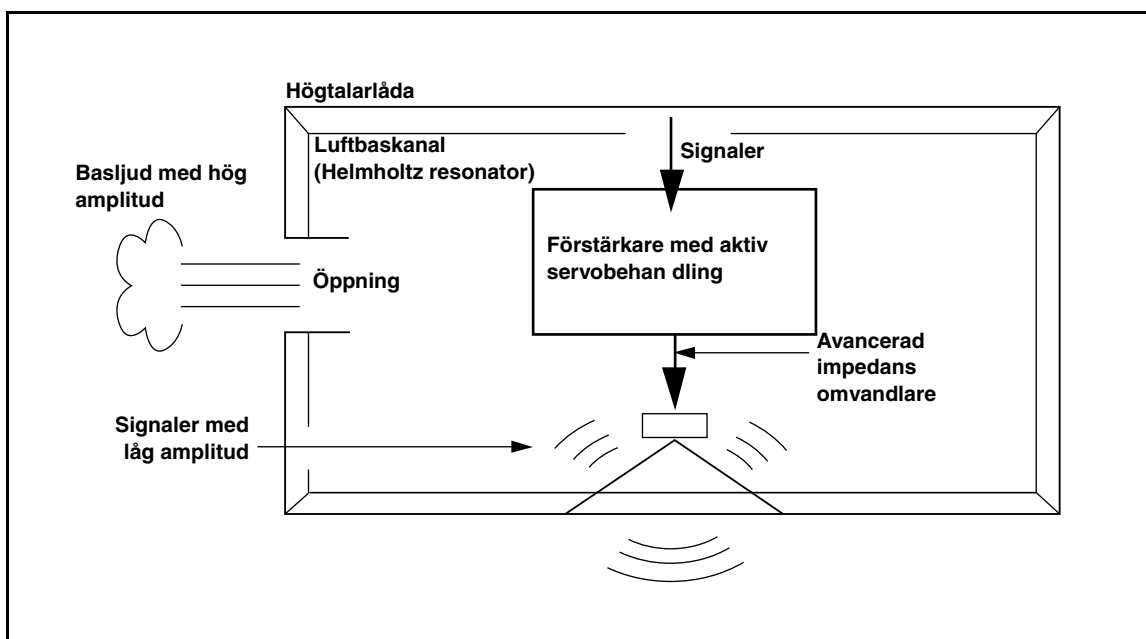 Högtalarlåda
Luftbaskanal
(Helmholtz resonator)
Signaler
Basljud med hög
amplitud
Förstärkare med aktiv
servobehan dling
Öppning
Avancerad
impedans
omvandlare
Signaler med
låg amplitud